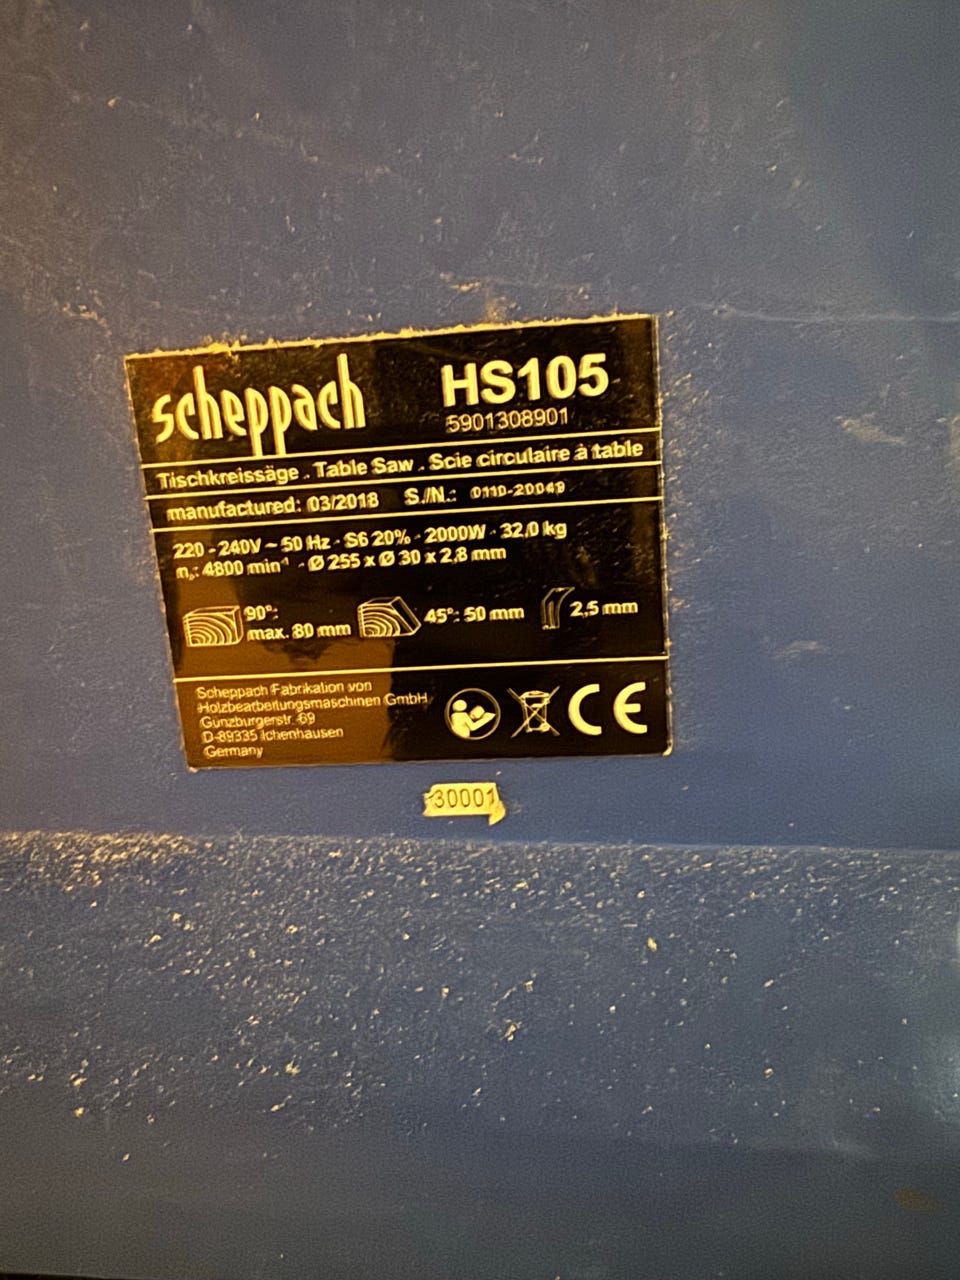 scheppach
HS105
5901308901
Tischkreissäge . Table Saw . Scie circulaire à table
manufactured: 03/2018 S./N.: 0110-20049
220 - 240V ~ 50 Hz - S6 20% - 2000W - 32,0 kg
n₀: 4800 min⁻¹ - Ø 255 x Ø 30 x 2,8 mm
90°:
max. 80 mm
45°: 50 mm
2,5 mm
Scheppach Fabrikation von
Holzbearbeitungsmaschinen GmbH
Günzburgerstr. 69
D-89335 Ichenhausen
Germany
CE
30001